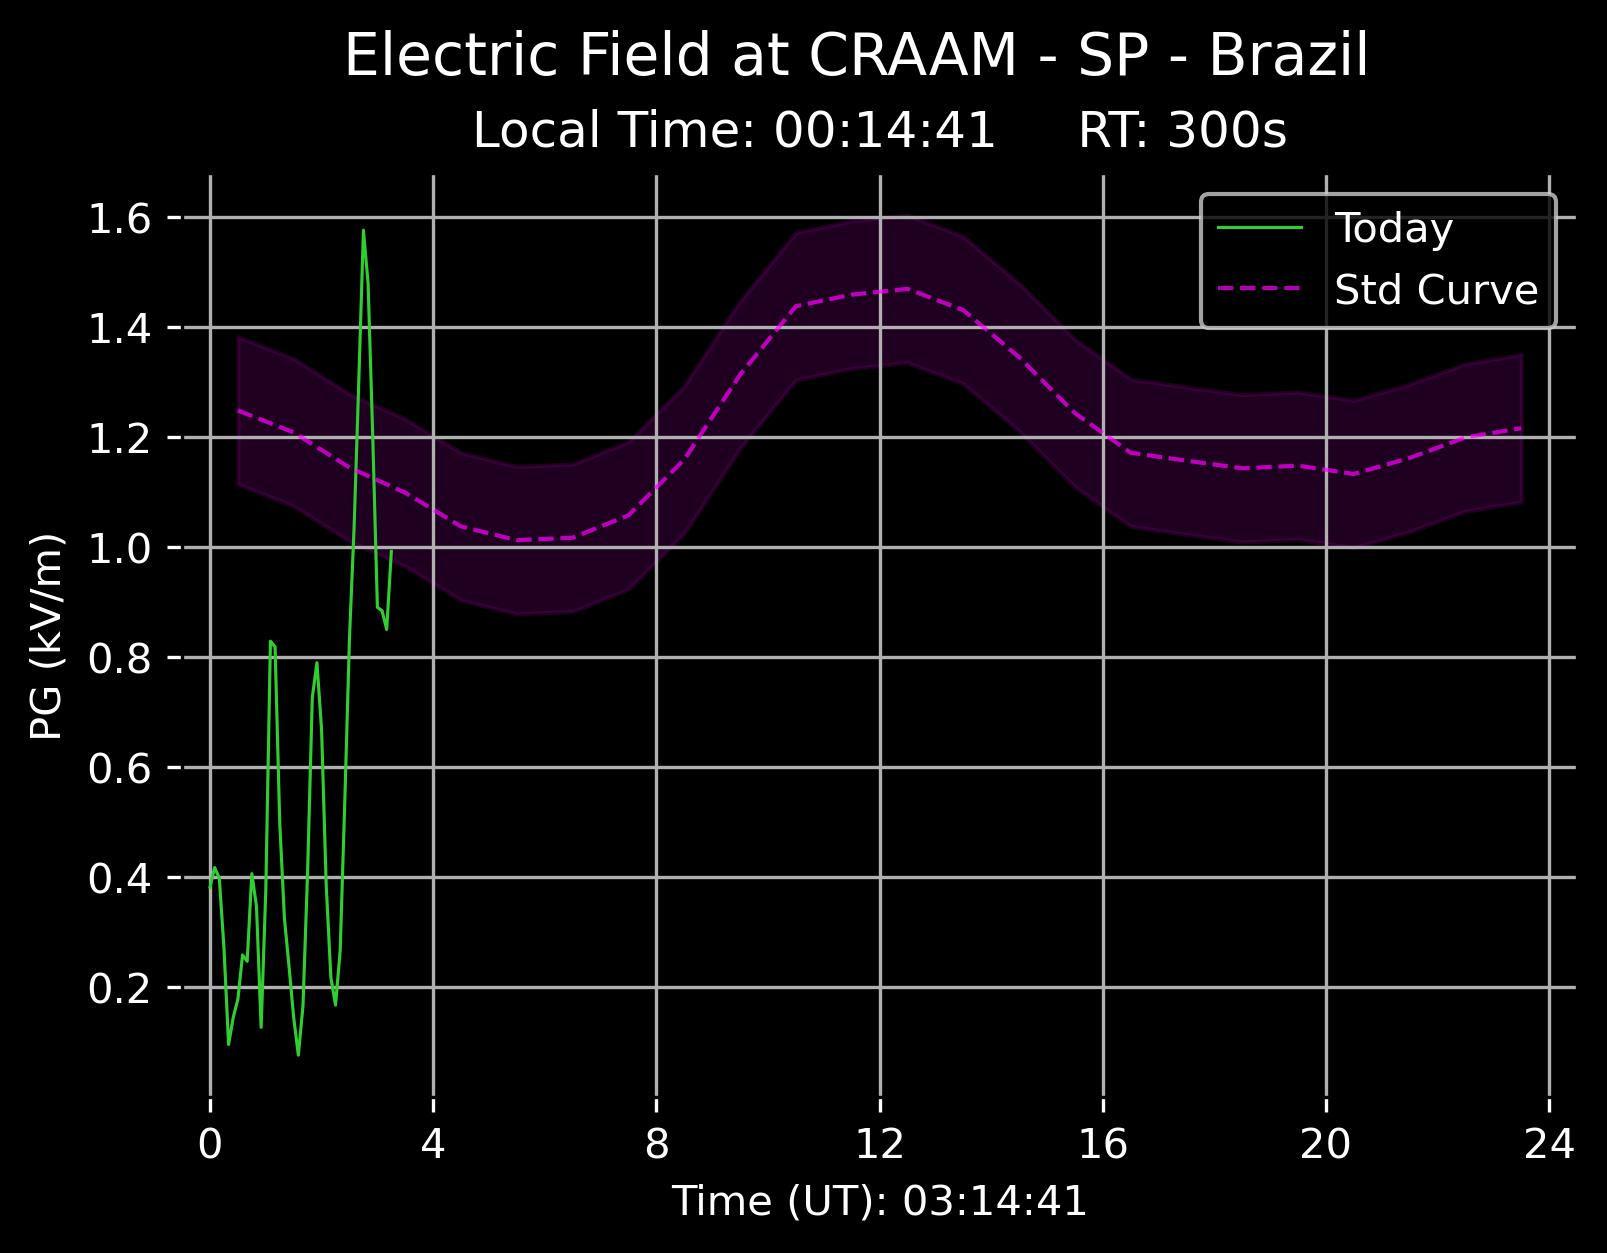 Electric Field at CRAAM - SP - Brazil
Local Time: 00:14:41 RT: 300s
Today
Std Curve
PG (kV/m)
1.6
1.4
1.2
1.0
0.8
0.6
0.4
0.2
0 4 8 12 16 20 24
Time (UT): 03:14:41